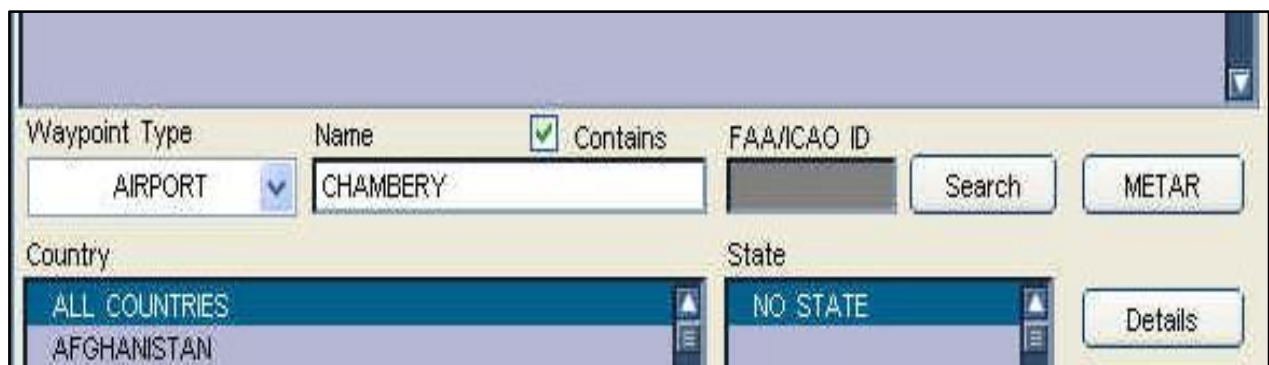 Waypoint Type Name Contains FAA/ICAO ID
AIRPORT CHAMBERY Search METAR
Country State
ALL COUNTRIES NO STATE Details
AFGHANISTAN